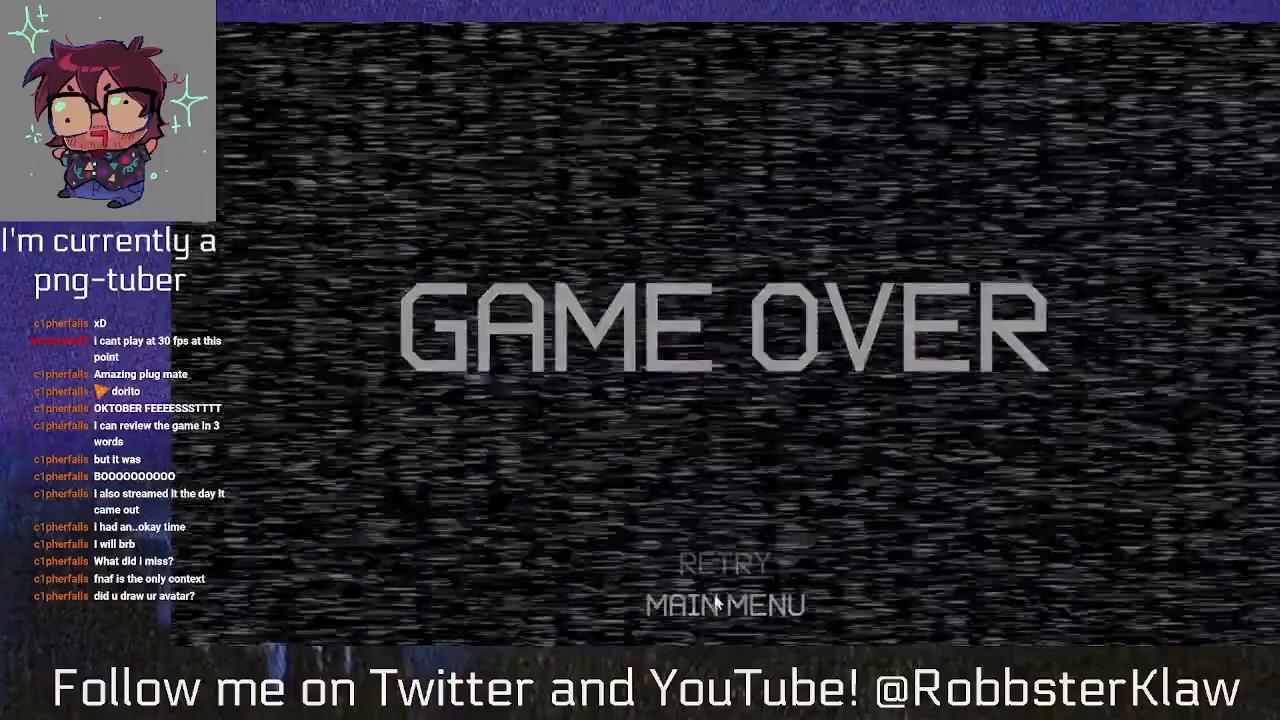 I'm currently a
png-tuber
c1pherfalls xD
i cant play at 30 fps at this
point
c1pherfalls Amazing plug mate
c1pherfalls dorito
c1pherfalls OKTOBER FEEEESSSTTTT
c1pherfalls i can review the game in 3
words
c1pherfalls but it was
c1pherfalls BOOOOOOOOOO
c1pherfalls I also streamed it the day it
came out
c1pherfalls i had an..okay time
c1pherfalls I will brb
c1pherfalls What did i miss?
c1pherfalls fnaf is the only context
c1pherfalls did u draw ur avatar?
GAME OVER
RETRY
MAIN MENU
Follow me on Twitter and YouTube! @RobbsterKlaw